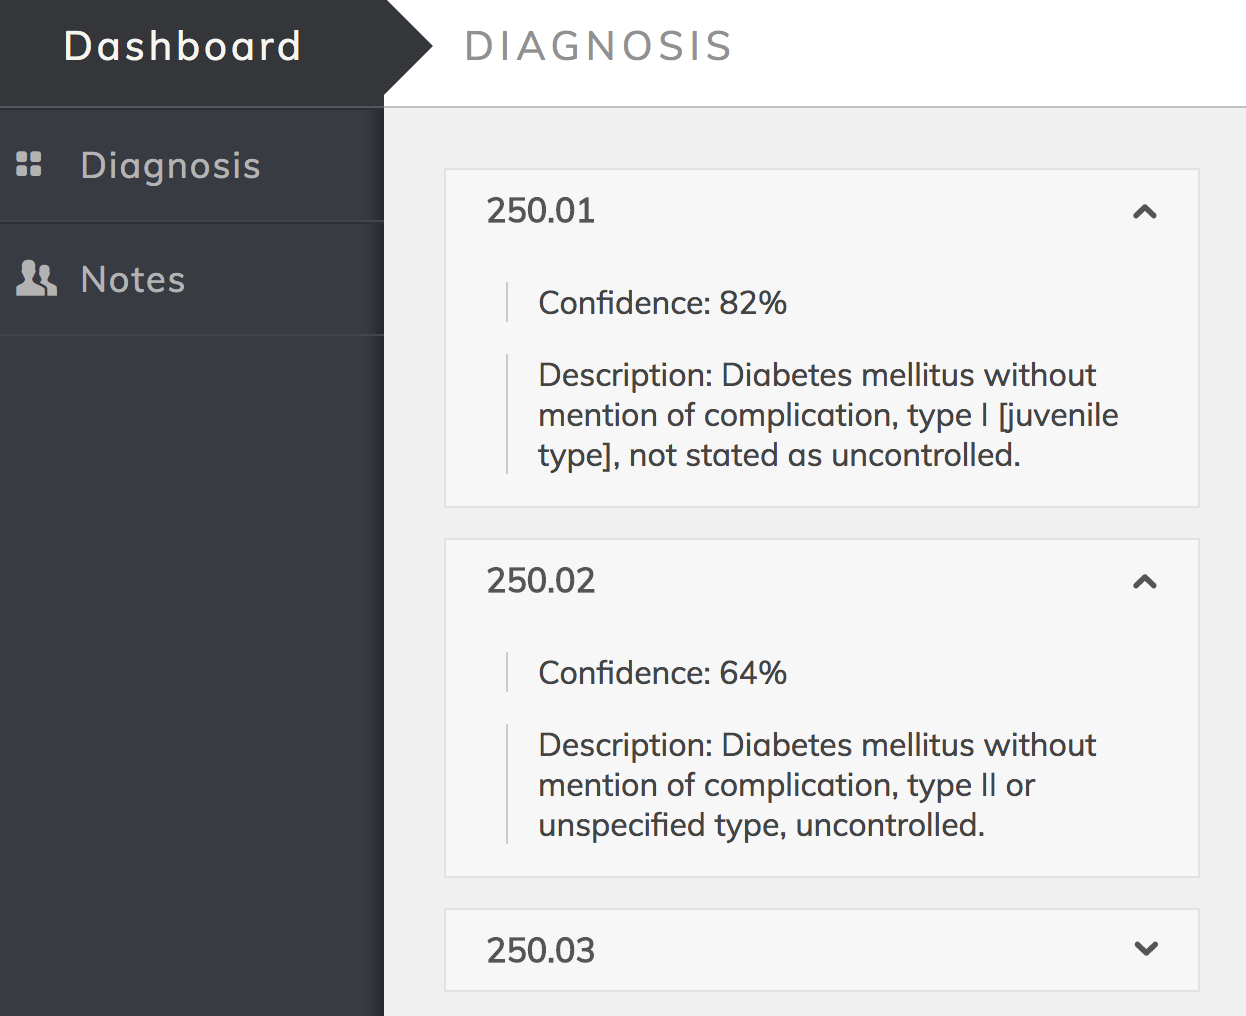 Dashboard
DIAGNOSIS
Diagnosis
Notes
250.01
Confidence: 82%
Description: Diabetes mellitus without
mention of complication, type I [juvenile
type], not stated as uncontrolled.
250.02
Confidence: 64%
Description: Diabetes mellitus without
mention of complication, type II or
unspecified type, uncontrolled.
250.03